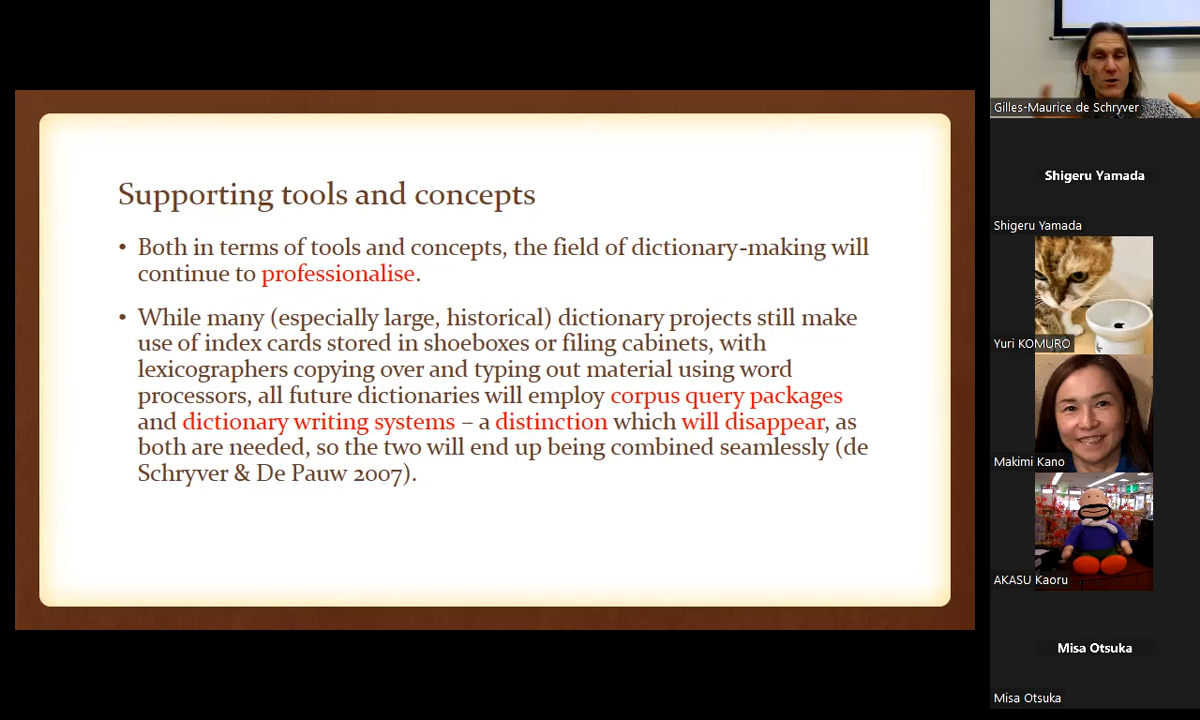 Supporting tools and concepts
• Both in terms of tools and concepts, the field of dictionary-making will
continue to professionalise.
• While many (especially large, historical) dictionary projects still make
use of index cards stored in shoeboxes or filing cabinets, with
lexicographers copying over and typing out material using word
processors, all future dictionaries will employ corpus query packages
and dictionary writing systems – a distinction which will disappear, as
both are needed, so the two will end up being combined seamlessly (de
Schryver & De Pauw 2007).
Gilles-Maurice de Schryver
Shigeru Yamada
Shigeru Yamada
Yuri KOMURO
Makimi Kano
AKASU Kaoru
Misa Otsuka
Misa Otsuka